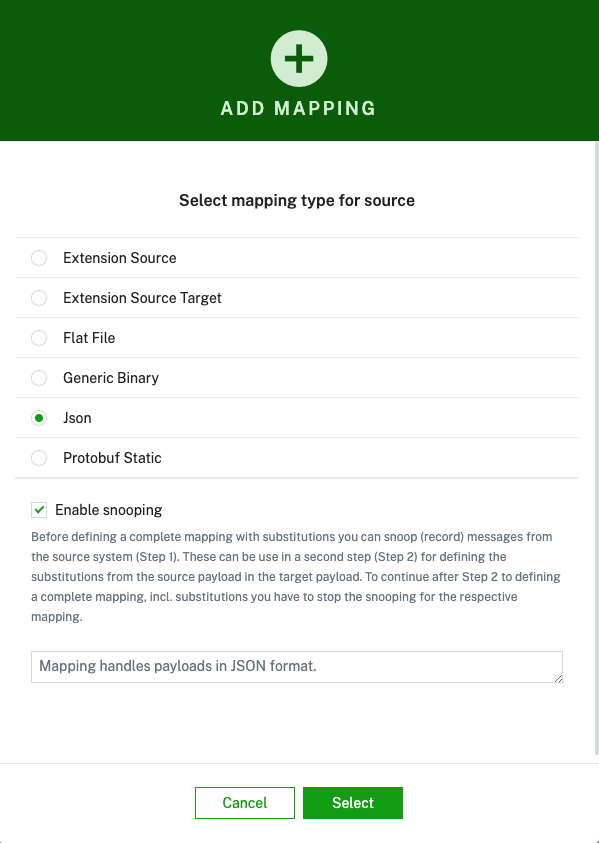 ADD MAPPING
Select mapping type for source
Extension Source
Extension Source Target
Flat File
Generic Binary
Json
Protobuf Static
Enable snooping
Before defining a complete mapping with substitutions you can snoop (record) messages from
the source system (Step 1). These can be use in a second step (Step 2) for defining the
substitutions from the source payload in the target payload. To continue after Step 2 to defining
a complete mapping, incl. substitutions you have to stop the snooping for the respective
mapping.
Mapping handles payloads in JSON format.
Cancel
Select